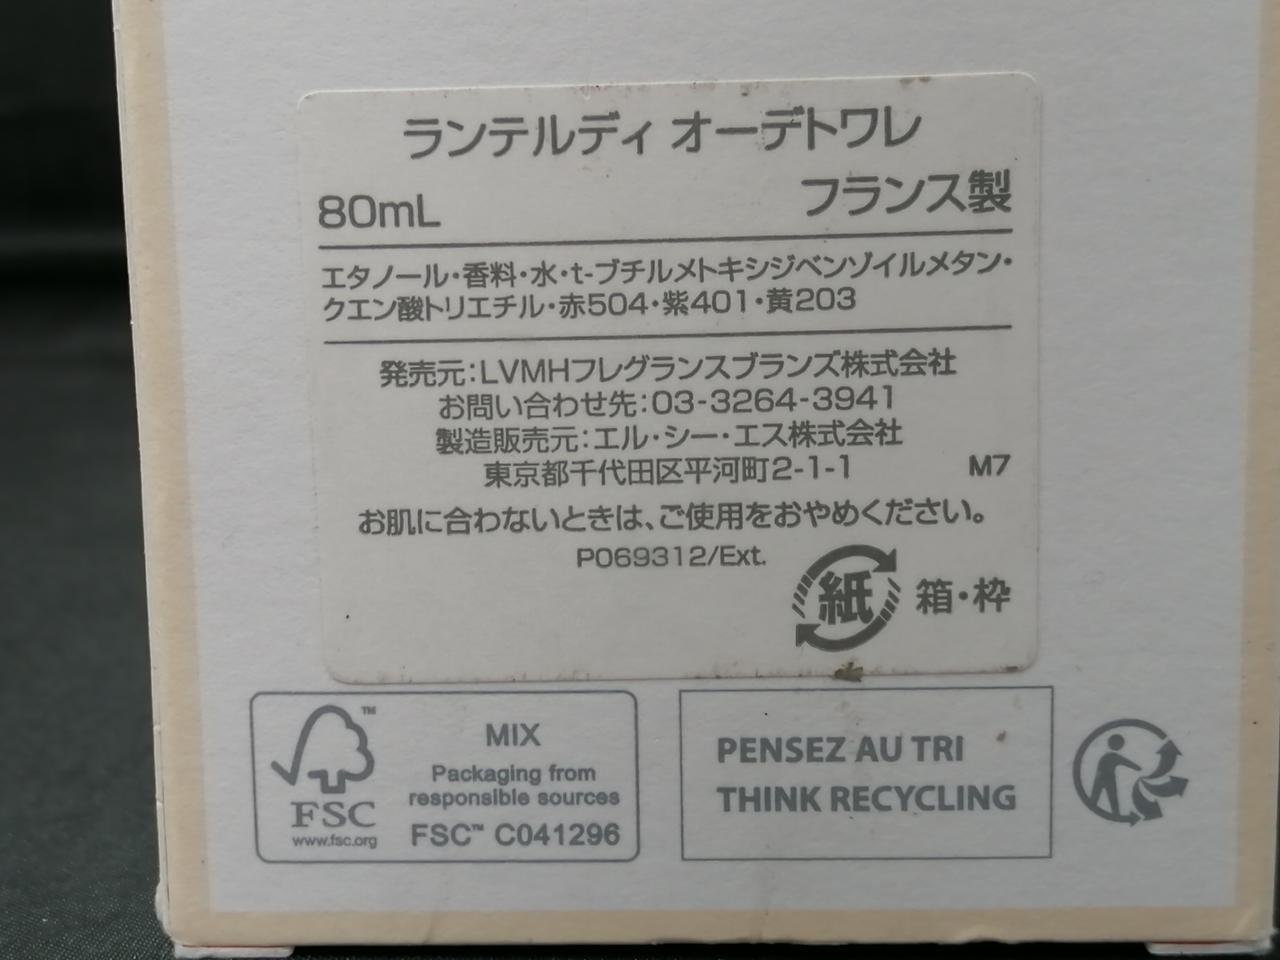 ランテルディ オーデトワレ
80mL
フランス製
エタノール・香料・水・t-ブチルメトキシジベンゾイルメタン・
クエン酸トリエチル・赤504・紫401・黄203
発売元:LVMHフレグランスブランズ株式会社
お問い合わせ先:03-3264-3941
製造販売元:エル・シー・エス株式会社
東京都千代田区平河町2-1-1
M7
お肌に合わないときは、ご使用をおやめください。
P069312/Ext.
紙
箱・枠
FSC
www.fsc.org
MIX
Packaging from
responsible sources
FSC™ C041296
PENSEZ AU TRI
THINK RECYCLING